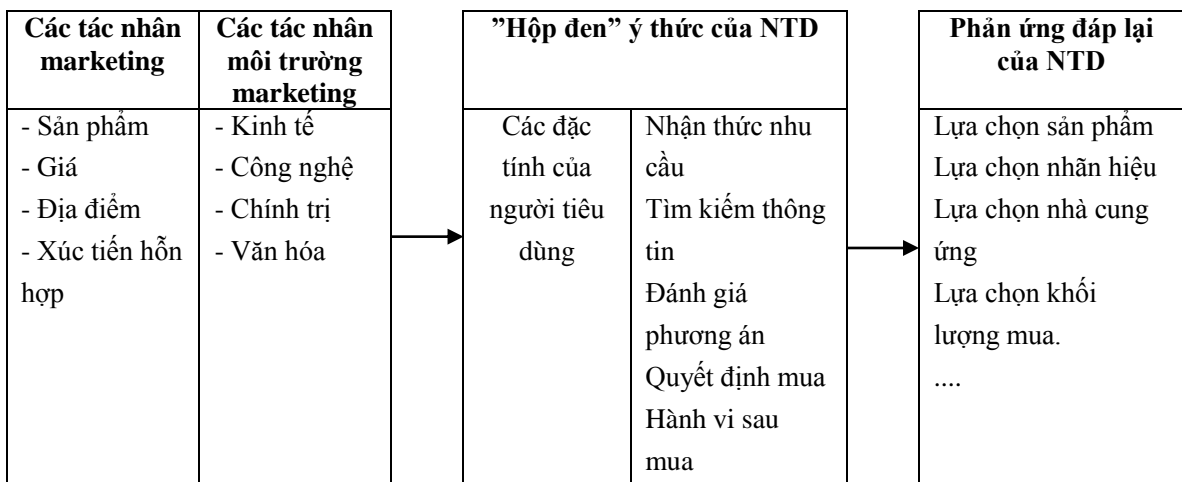 Các tác nhân
marketing
Các tác nhân
môi trường
marketing
”Hộp đen” ý thức của NTD
Phản ứng đáp lại
của NTD
- Sản phẩm
- Giá
- Địa điểm
- Xúc tiến hỗn
hợp
- Kinh tế
- Công nghệ
- Chính trị
- Văn hóa
Các đặc
tính của
người tiêu
dùng
Nhận thức nhu
cầu
Tìm kiếm thông
tin
Đánh giá
phương án
Quyết định mua
Hành vi sau
mua
Lựa chọn sản phẩm
Lựa chọn nhãn hiệu
Lựa chọn nhà cung
ứng
Lựa chọn khối
lượng mua.
....